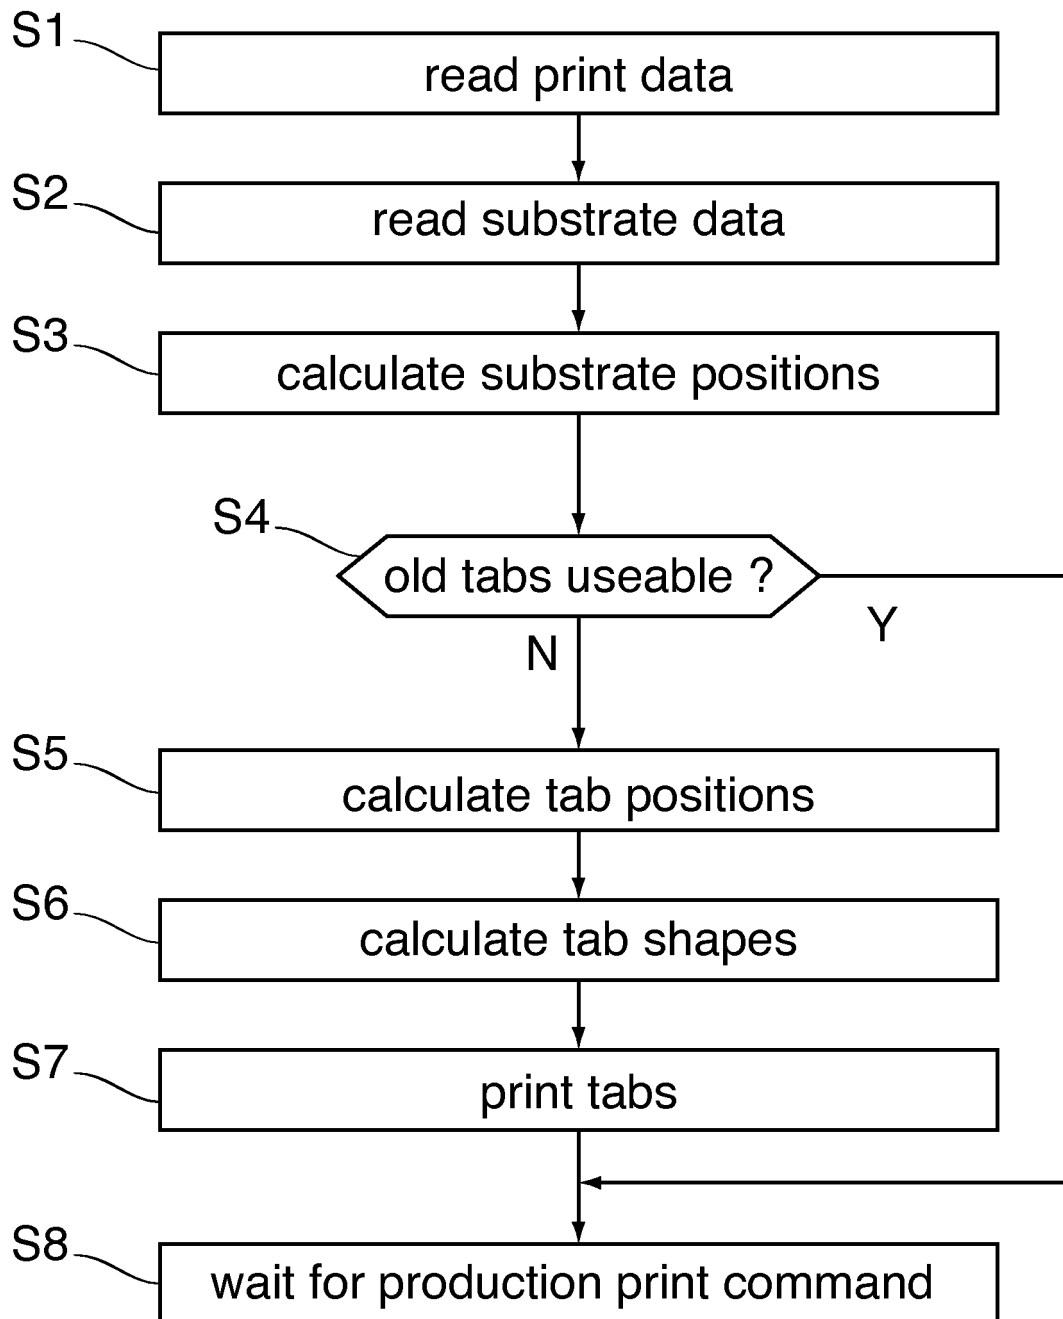 S1
read print data
S2
read substrate data
S3
calculate substrate positions
S4
old tabs useable ?
Y
N
S5
calculate tab positions
S6
calculate tab shapes
S7
print tabs
S8
wait for production print command